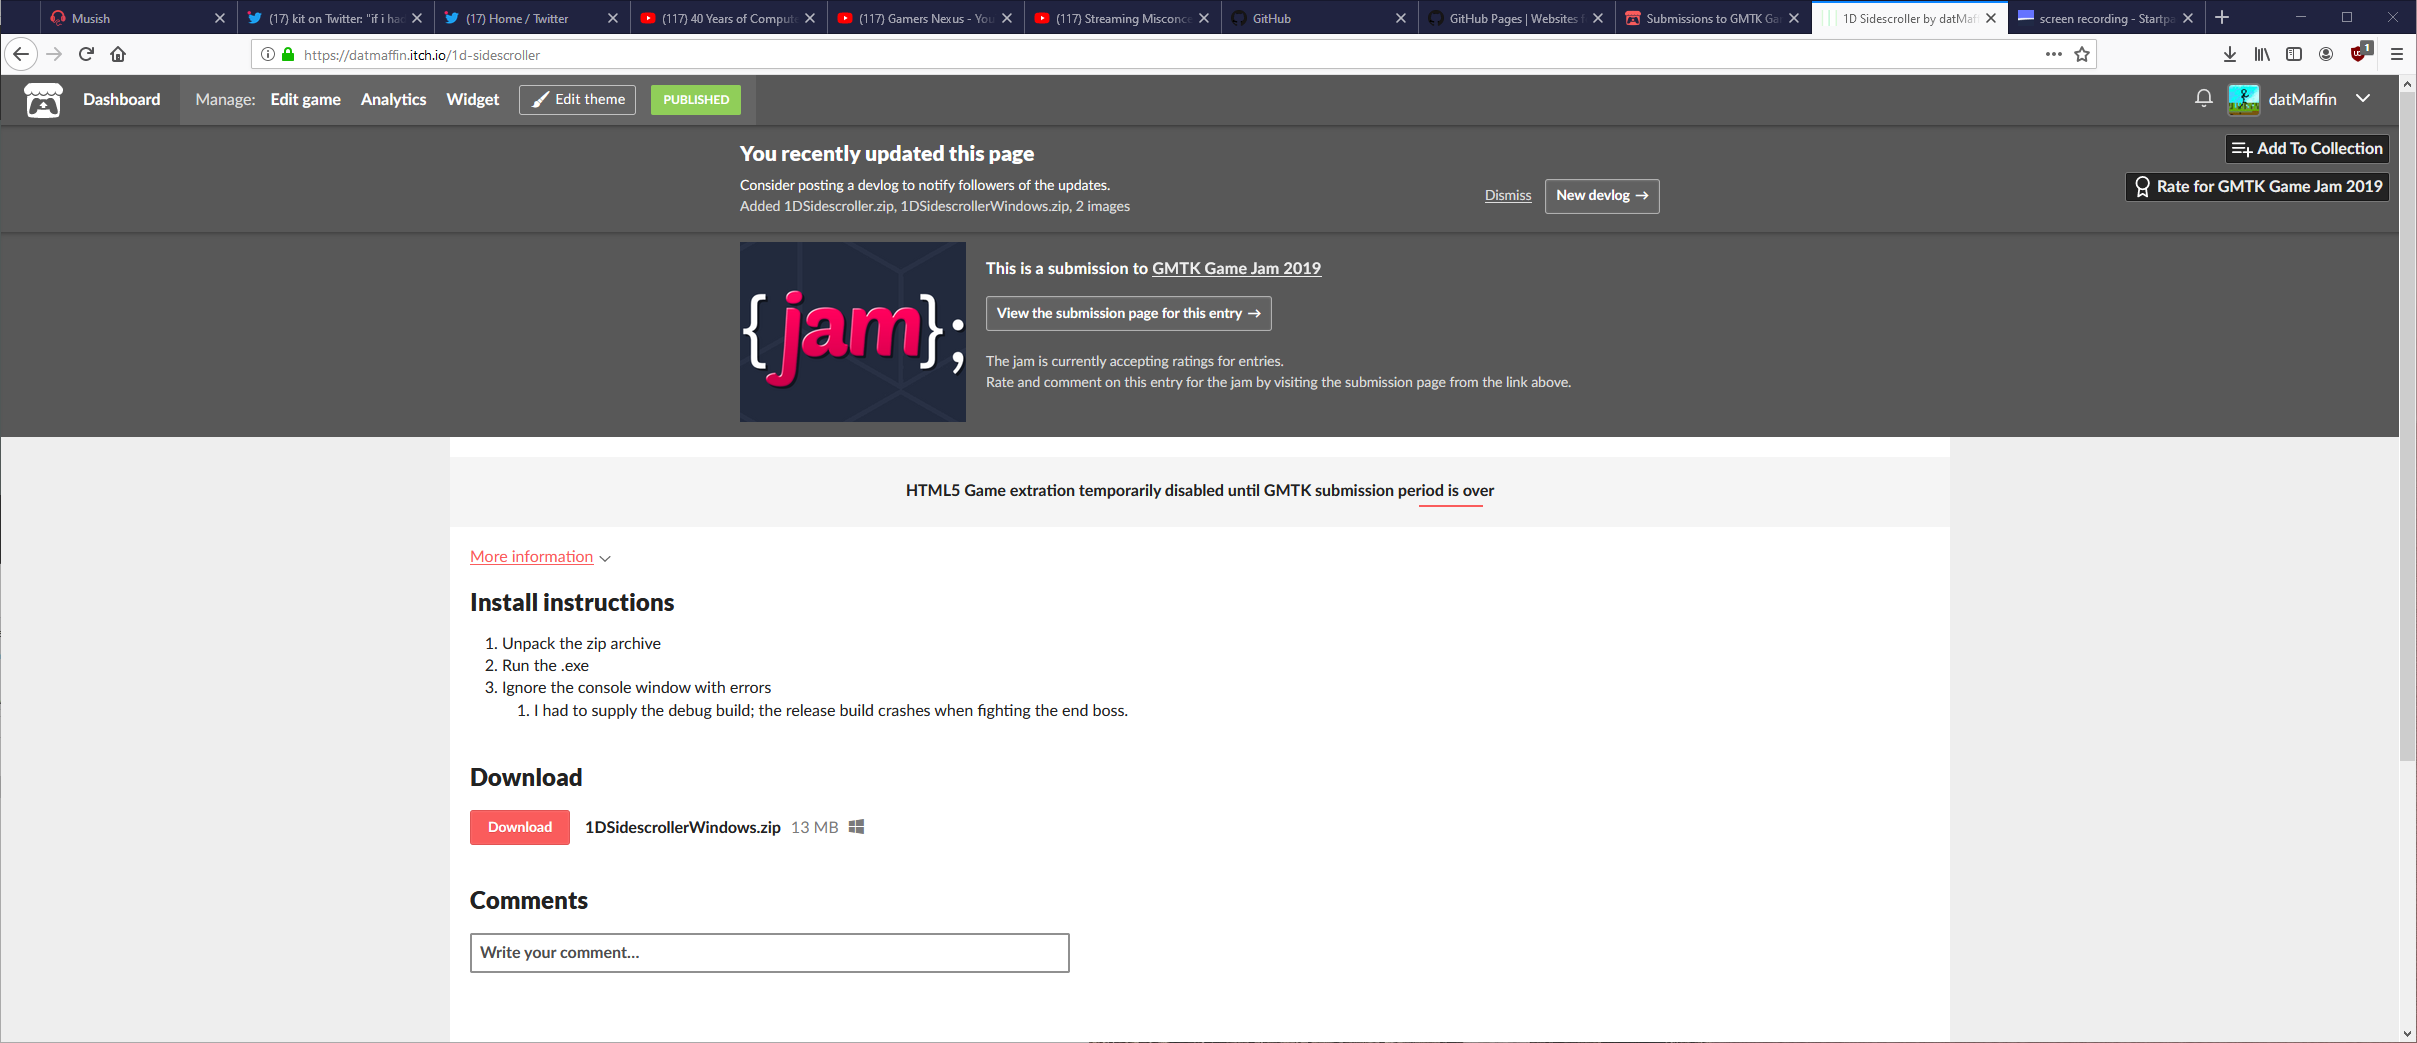 Musish
(17) kit on Twitter: "if i had
(17) Home / Twitter
(117) 40 Years of Compute
(117) Gamers Nexus - You
(117) Streaming Misconce
GitHub
GitHub Pages | Websites f
Submissions to GMTK Ga
1D Sidescroller by datMaf
screen recording - Startpa
https://datmaffin.itch.io/1d-sidescroller
1
Dashboard
Manage:
Edit game
Analytics
Widget
Edit theme
PUBLISHED
datMaffin
You recently updated this page
Add To Collection
Consider posting a devlog to notify followers of the updates.
Rate for GMTK Game Jam 2019
Dismiss
New devlog →
Added 1DSidescroller.zip, 1DSidescrollerWindows.zip, 2 images
{jam};
This is a submission to GMTK Game Jam 2019
View the submission page for this entry →
The jam is currently accepting ratings for entries.
Rate and comment on this entry for the jam by visiting the submission page from the link above.
HTML5 Game extration temporarily disabled until GMTK submission period is over
More information
Install instructions
1. Unpack the zip archive
2. Run the .exe
3. Ignore the console window with errors
1. I had to supply the debug build; the release build crashes when fighting the end boss.
Download
Download 1DSidescrollerWindows.zip 13 MB
Comments
Write your comment...